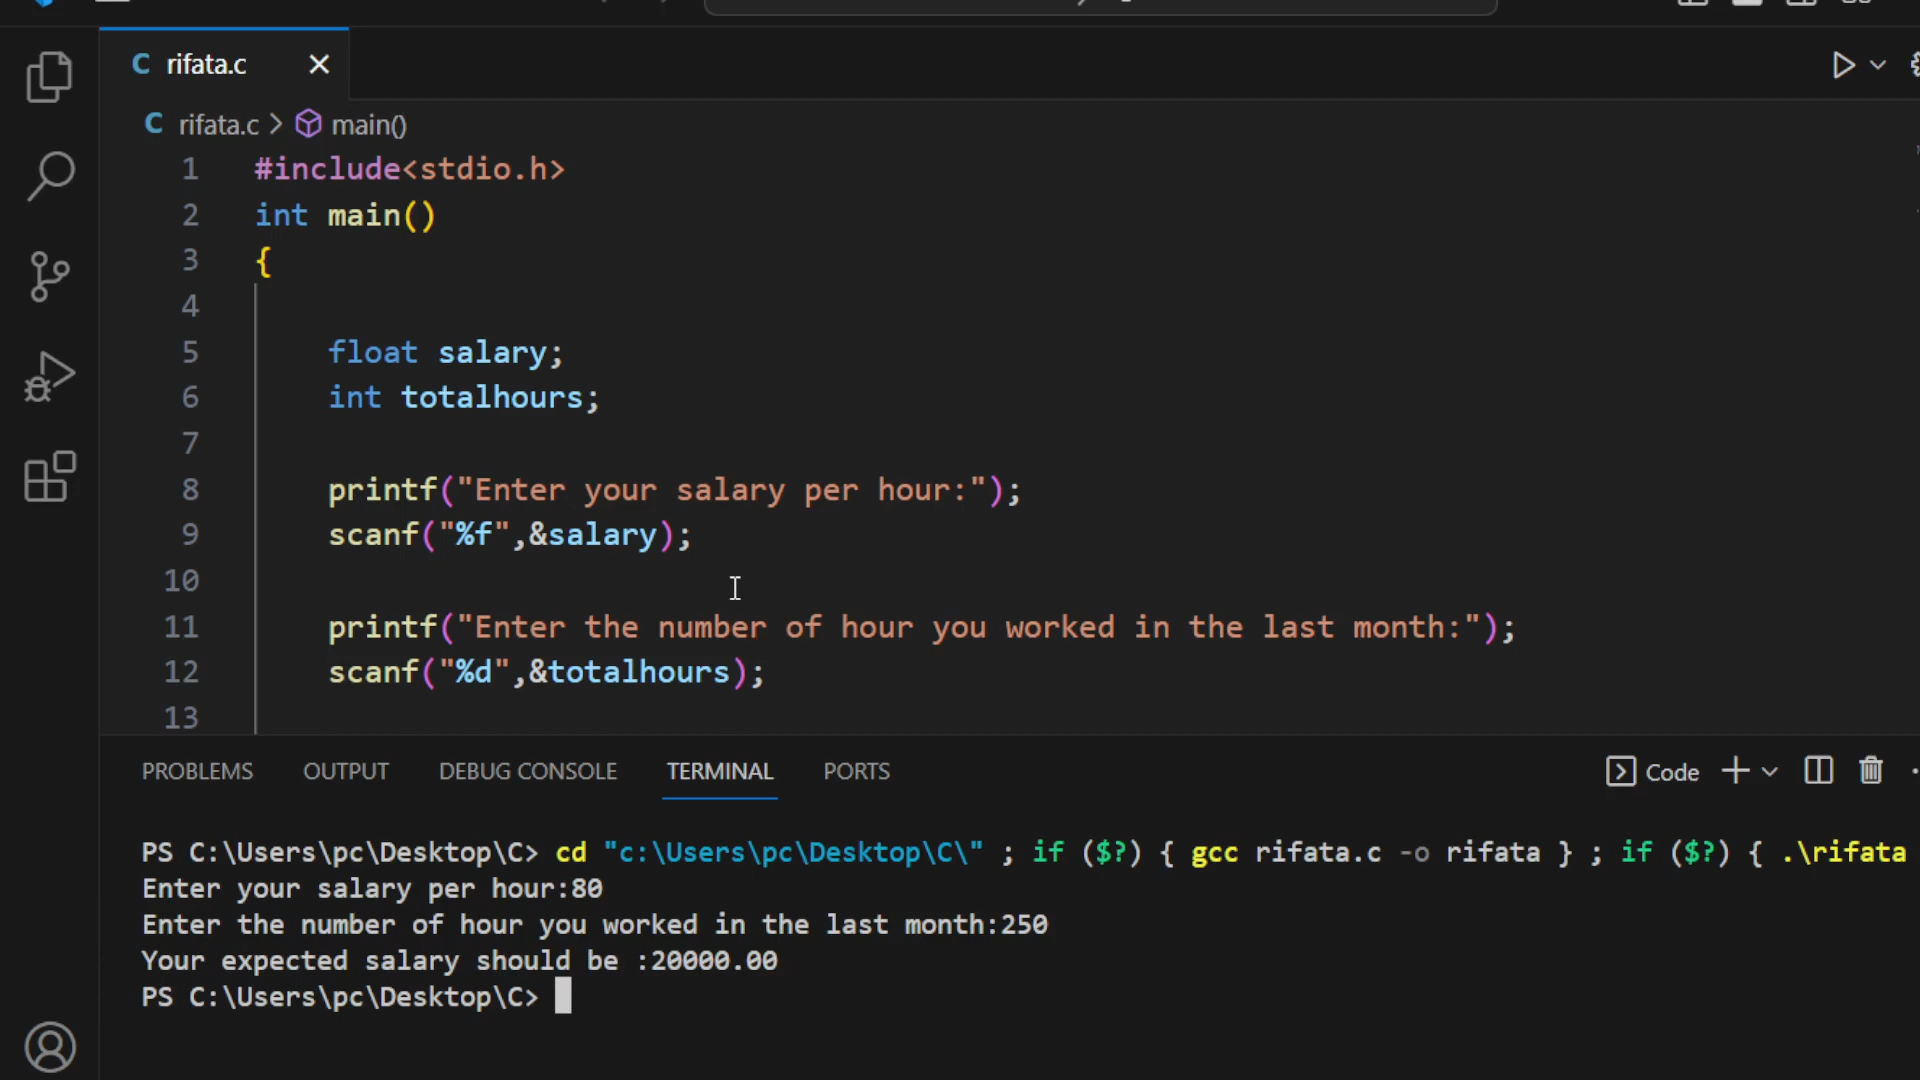 C rifata.c
C rifata.c > main()
1 #include<stdio.h>
2 int main()
3 {
4
5     float salary;
6     int totalhours;
7
8     printf("Enter your salary per hour:");
9     scanf("%f",&salary);
10
11     printf("Enter the number of hour you worked in the last month:");
12     scanf("%d",&totalhours);
13
PROBLEMS OUTPUT DEBUG CONSOLE TERMINAL PORTS Code
PS C:\Users\pc\Desktop\C> cd "c:\Users\pc\Desktop\C\" ; if ($?) { gcc rifata.c -o rifata } ; if ($?) { .\rifata
Enter your salary per hour:80
Enter the number of hour you worked in the last month:250
Your expected salary should be :20000.00
PS C:\Users\pc\Desktop\C>